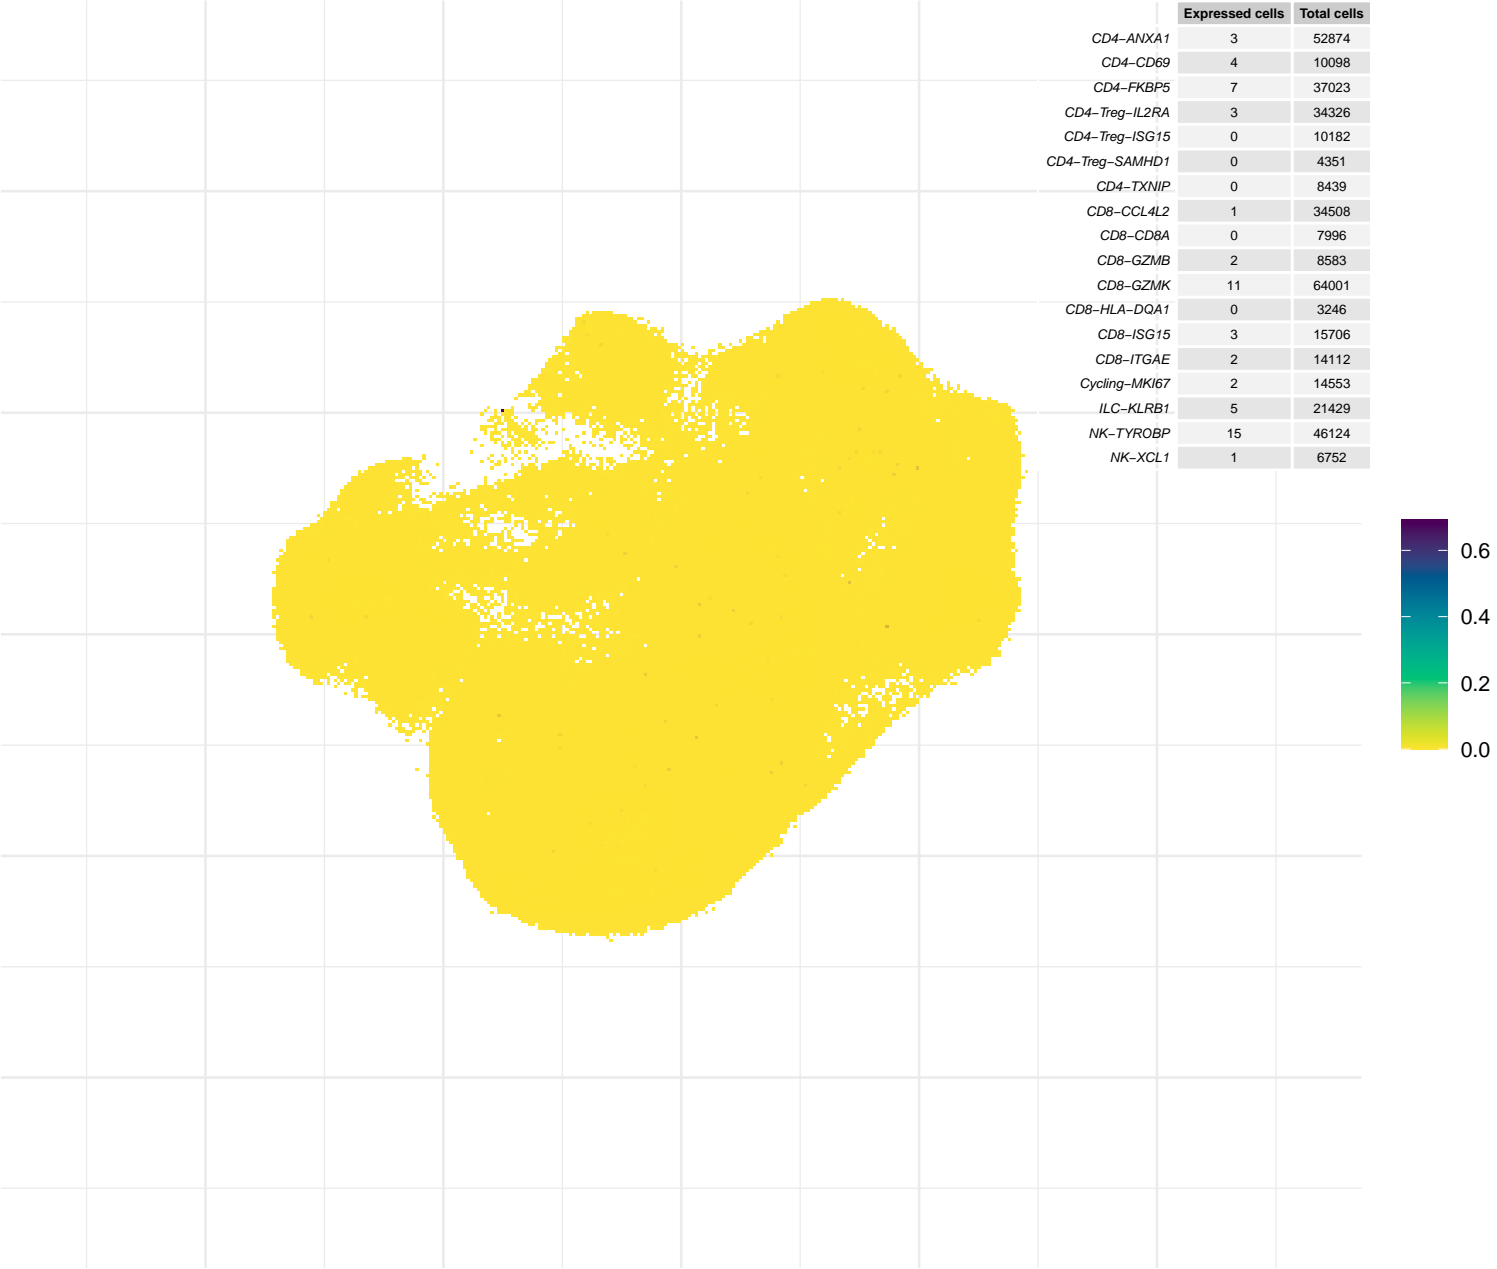 Expressed cells Total cells
CD4−ANXA1 3 52874
CD4−CD69 4 10098
CD4−FKBP5 7 37023
CD4−Treg−IL2RA 3 34326
CD4−Treg−ISG15 0 10182
CD4−Treg−SAMHD1 0 4351
CD4−TXNIP 0 8439
CD8−CCL4L2 1 34508
CD8−CD8A 0 7996
CD8−GZMB 2 8583
CD8−GZMK 11 64001
CD8−HLA−DQA1 0 3246
CD8−ISG15 3 15706
CD8−ITGAE 2 14112
Cycling−MKI67 2 14553
ILC−KLRB1 5 21429
NK−TYROBP 15 46124
NK−XCL1 1 6752
0.6
0.4
0.2
0.0